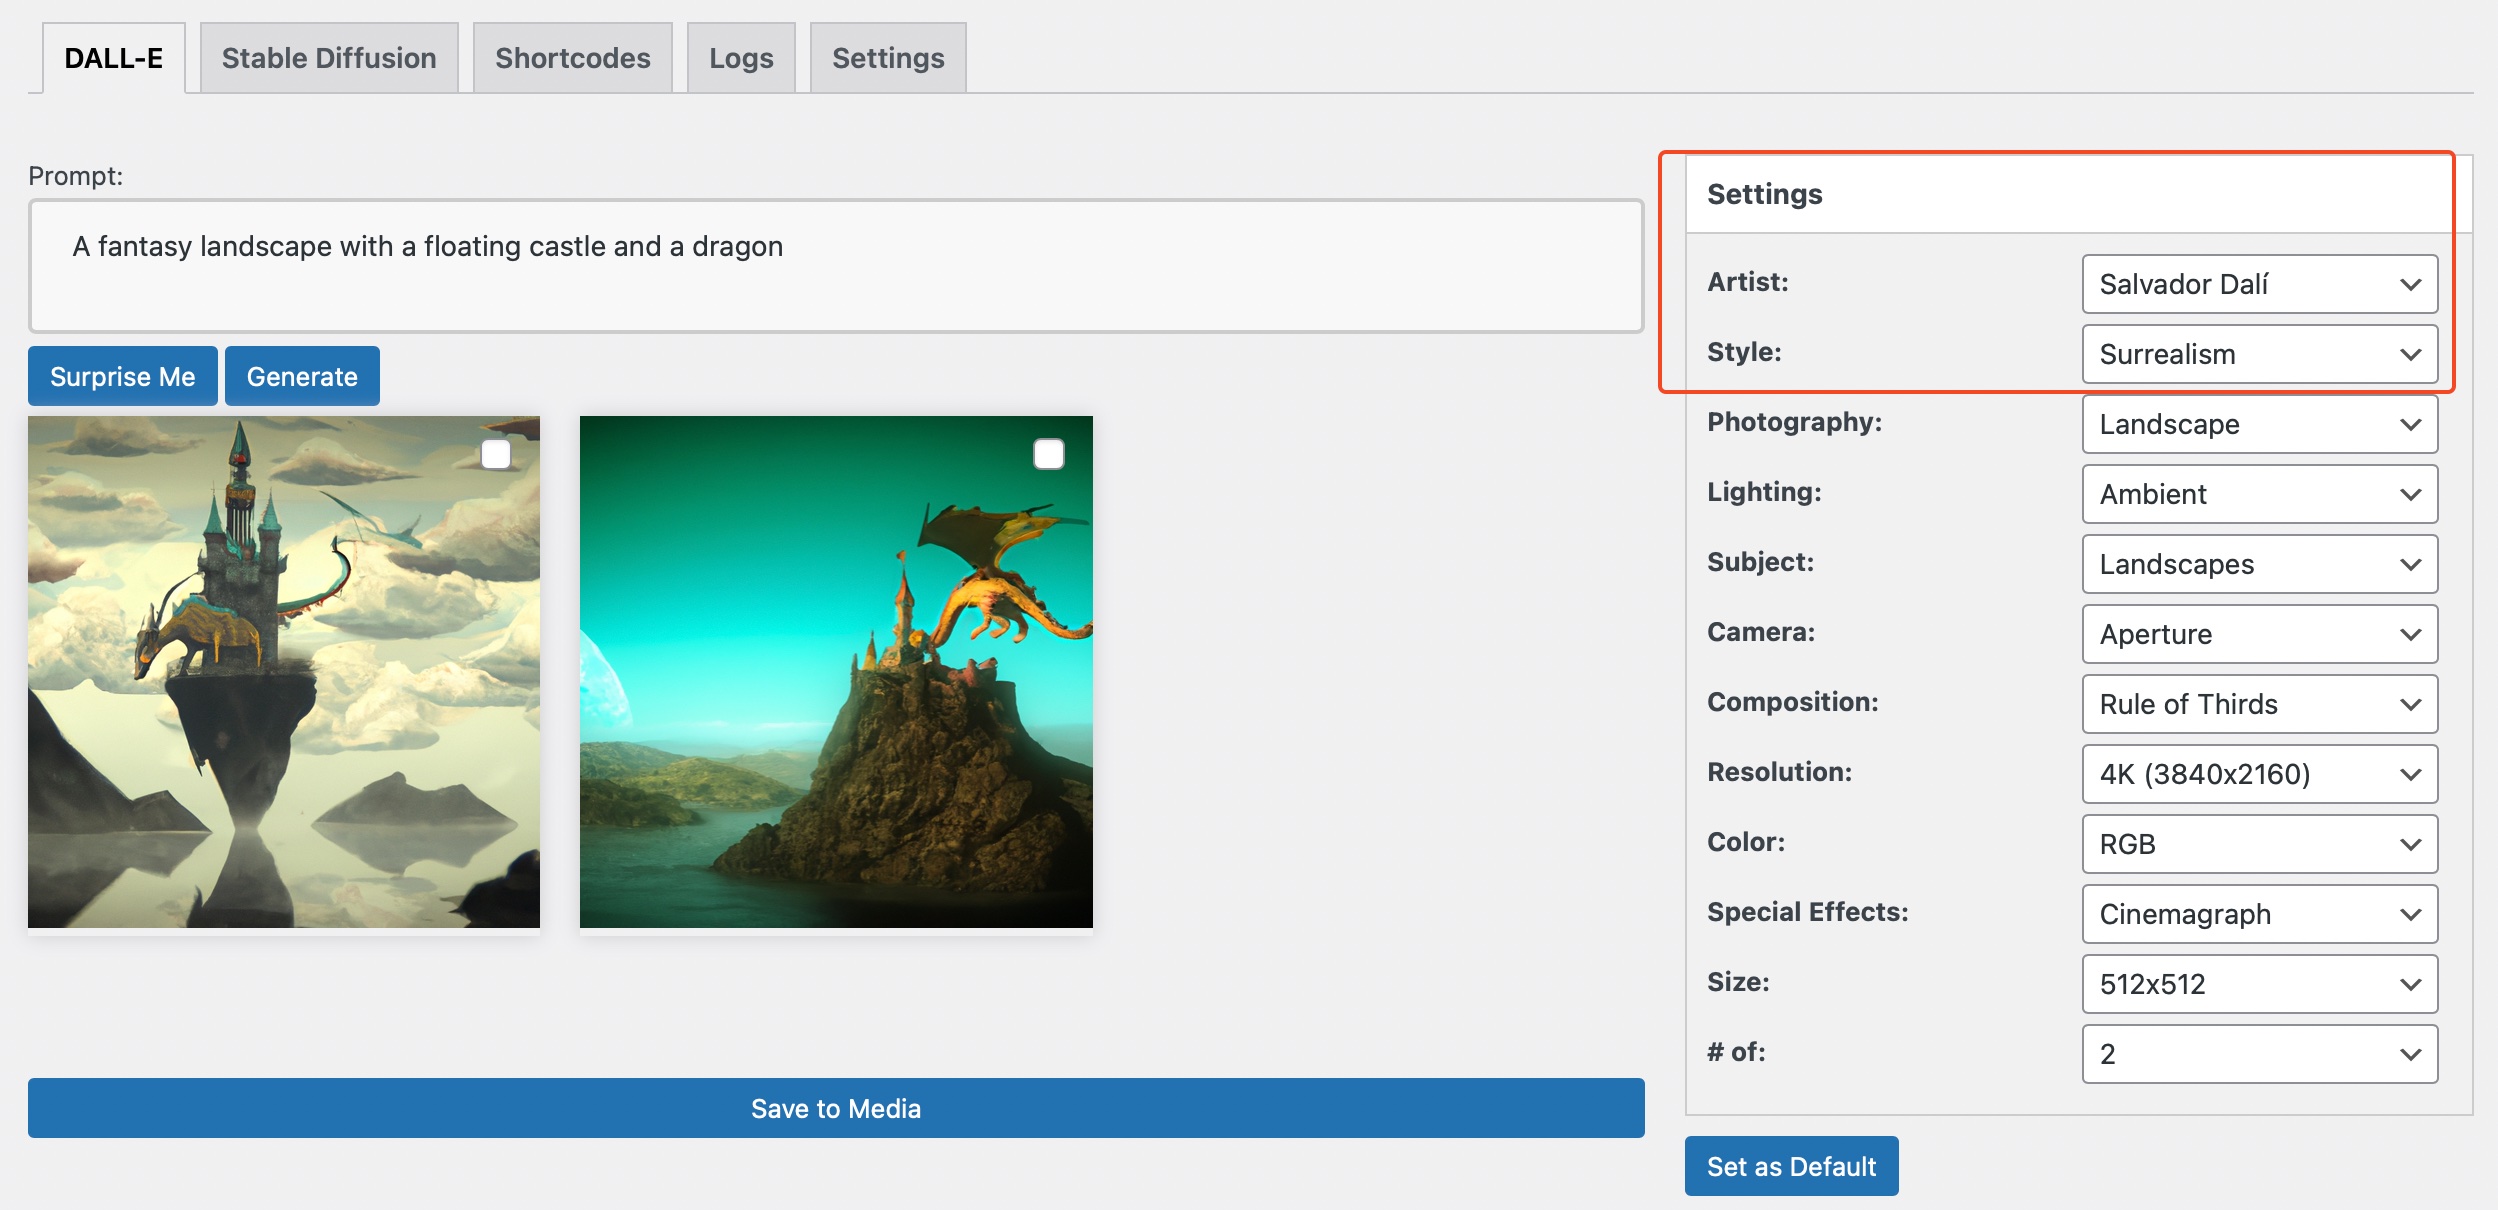 DALL-E Stable Diffusion Shortcodes Logs Settings
Prompt:
A fantasy landscape with a floating castle and a dragon
Surprise Me Generate
Save to Media
Settings
Artist: Salvador Dalí
Style: Surrealism
Photography: Landscape
Lighting: Ambient
Subject: Landscapes
Camera: Aperture
Composition: Rule of Thirds
Resolution: 4K (3840x2160)
Color: RGB
Special Effects: Cinemagraph
Size: 512x512
# of: 2
Set as Default